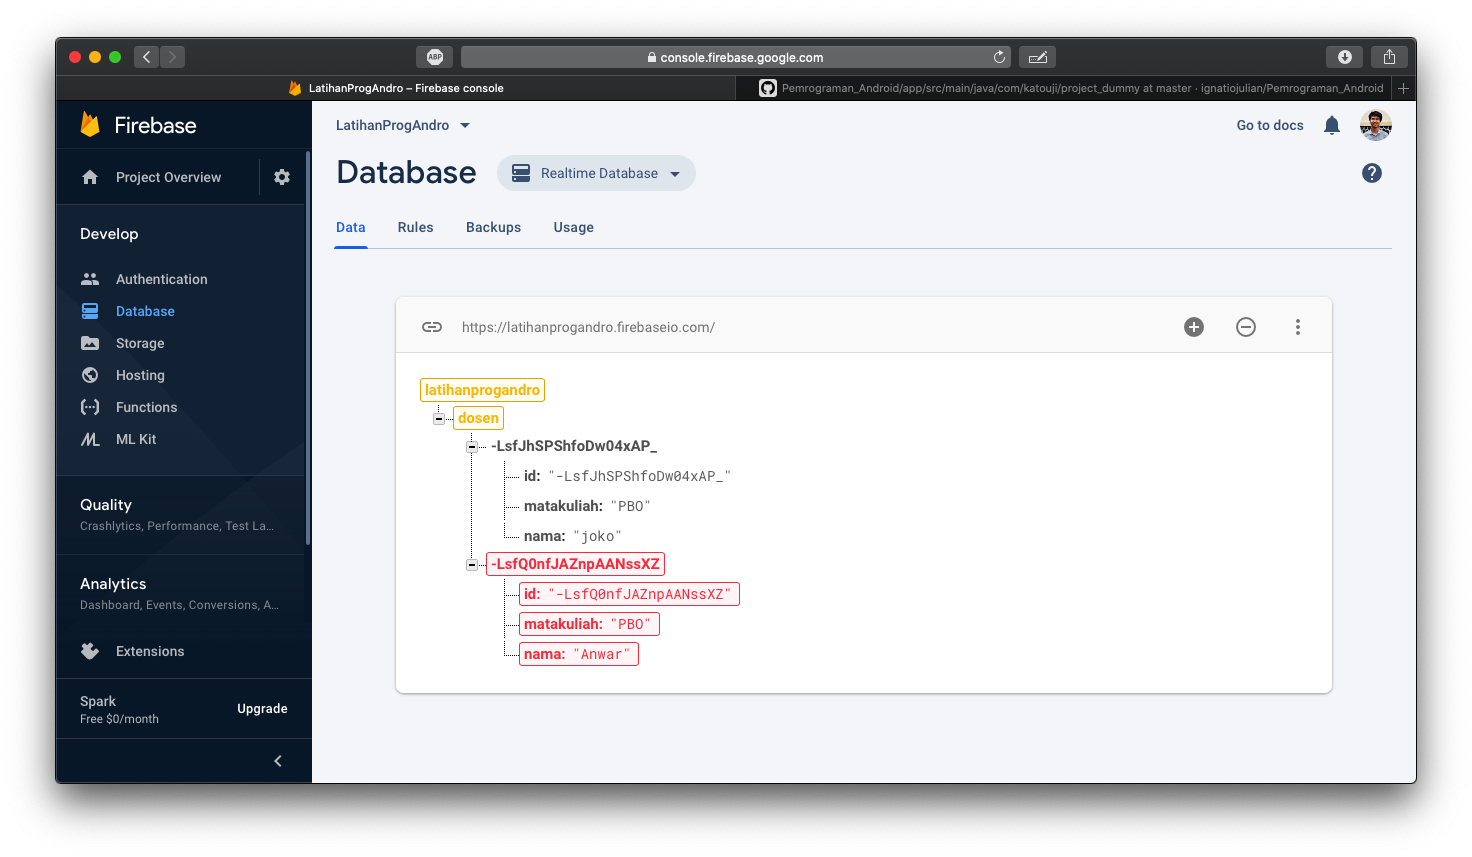 ABP
console.firebase.google.com
LatihanProgAndro – Firebase console
Pemrograman_Android/app/src/main/java/com/katouji/project_dummy at master · ignatiojulian/Pemrograman_Android
Firebase
LatihanProgAndro
Go to docs
Project Overview
Database
Realtime Database
?
Develop
Data
Rules
Backups
Usage
Authentication
Database
Storage
Hosting
Functions
ML Kit
https://latihanprogandro.firebaseio.com/
latihanprogandro
dosen
-LsfJhSPShfoDw04xAP_
id: "-LsfJhSPShfoDw04xAP_"
matakuliah: "PBO"
nama: "joko"
-LsfQ0nfJAZnpAANssXZ
id: "-LsfQ0nfJAZnpAANssXZ"
matakuliah: "PBO"
nama: "Anwar"
Quality
Crashlytics, Performance, Test La...
Analytics
Dashboard, Events, Conversions, A...
Extensions
Spark
Free $0/month
Upgrade